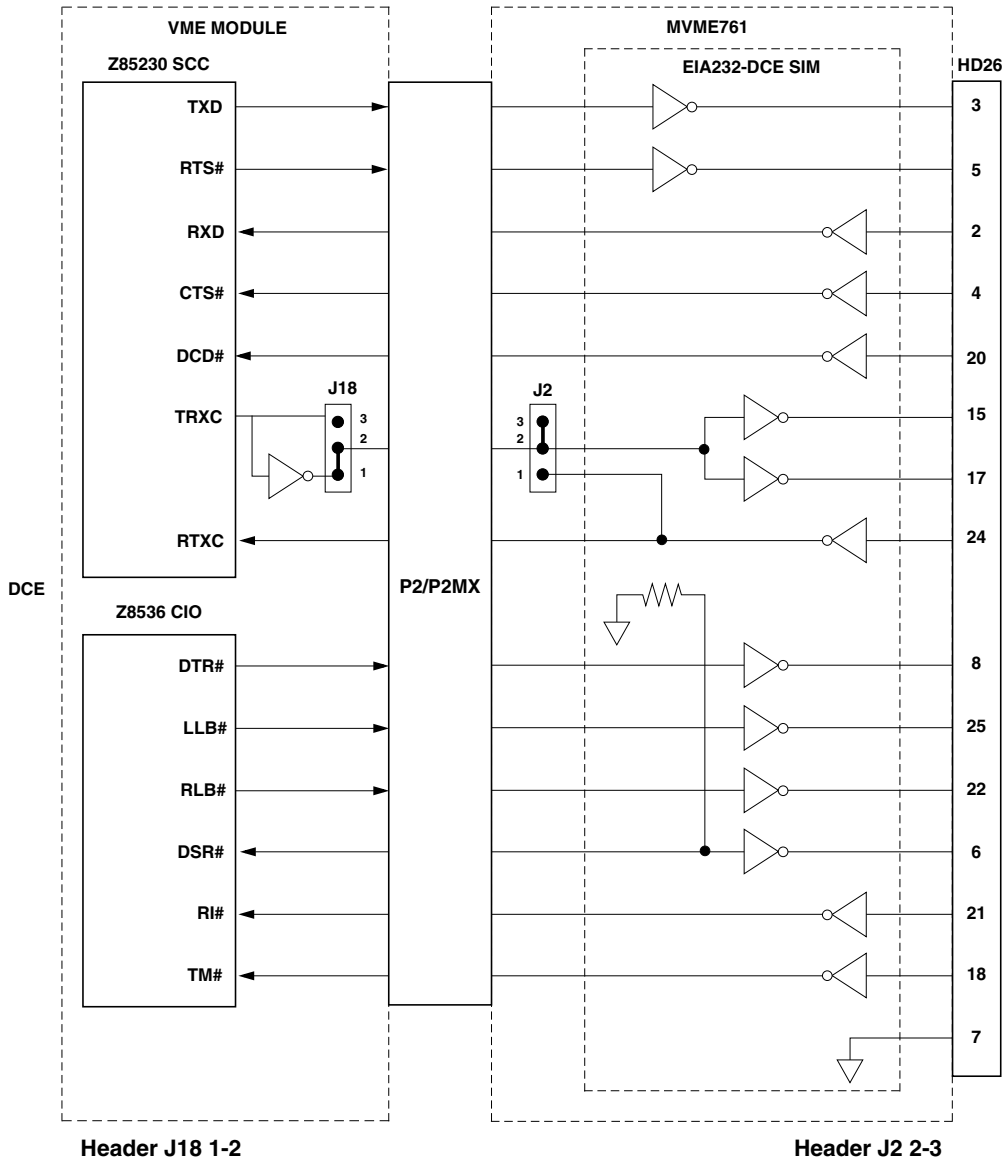 VME MODULE
MVME761
Z85230 SCC
EIA232-DCE SIM
HD26
TXD
3
RTS#
5
RXD
2
CTS#
4
DCD#
20
J18
J2
TRXC
3
2
1
3
2
1
15
17
RTXC
24
DCE
P2/P2MX
Z8536 CIO
DTR#
8
LLB#
25
RLB#
22
DSR#
6
RI#
21
TM#
18
7
Header J18 1-2
Header J2 2-3